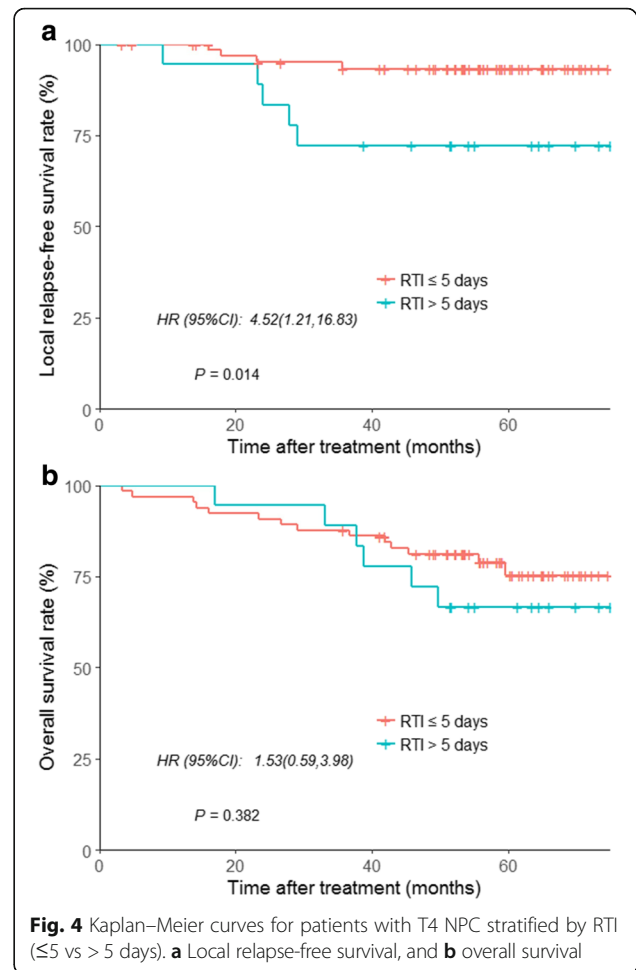 a
100
75
50
25
0
Local relapse-free survival rate (%)
RTI ≤ 5 days
RTI > 5 days
HR (95%CI): 4.52(1.21,16.83)
P = 0.014
0 20 40 60
Time after treatment (months)
b
100
75
50
25
0
Overall survival rate (%)
RTI ≤ 5 days
RTI > 5 days
HR (95%CI): 1.53(0.59,3.98)
P = 0.382
0 20 40 60
Time after treatment (months)
Fig. 4 Kaplan–Meier curves for patients with T4 NPC stratified by RTI
(≤5 vs > 5 days). a Local relapse-free survival, and b overall survival